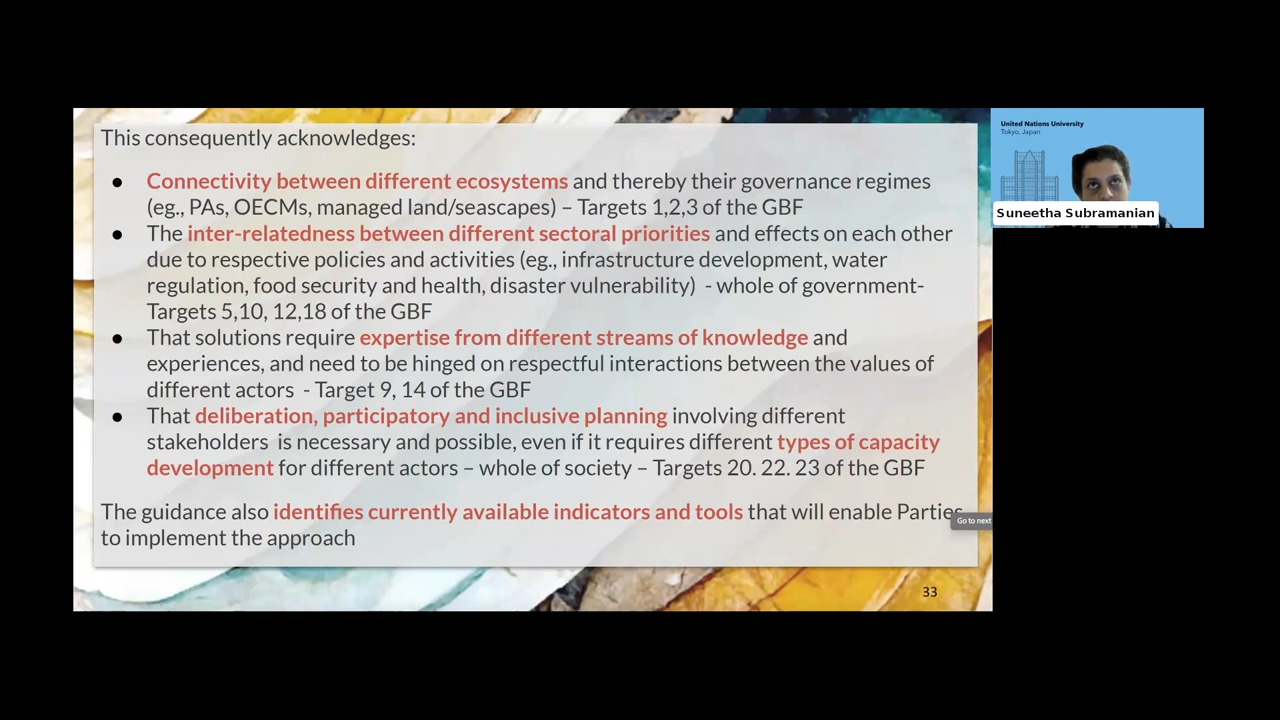 This consequently acknowledges:
● Connectivity between different ecosystems and thereby their governance regimes
(eg., PAs, OECMs, managed land/seascapes) – Targets 1,2,3 of the GBF
● The inter-relatedness between different sectoral priorities and effects on each other
due to respective policies and activities (eg., infrastructure development, water
regulation, food security and health, disaster vulnerability)  - whole of government-
Targets 5,10, 12,18 of the GBF
● That solutions require expertise from different streams of knowledge and
experiences, and need to be hinged on respectful interactions between the values of
different actors  - Target 9, 14 of the GBF
● That deliberation, participatory and inclusive planning involving different
stakeholders is necessary and possible, even if it requires different types of capacity
development for different actors – whole of society – Targets 20. 22. 23 of the GBF
The guidance also identifies currently available indicators and tools that will enable Parties
to implement the approach
Go to next
33
United Nations University
Tokyo, Japan
Suneetha Subramanian